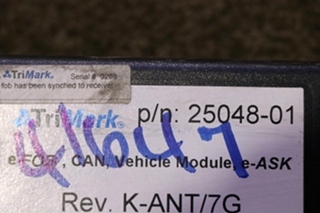 TriMark. Serial #
fob has been synched to receiver
TriMark. p/n: 25048-01
41647
e-FOB, CAN, Vehicle Module, e-ASK
Rev. K-ANT/7G